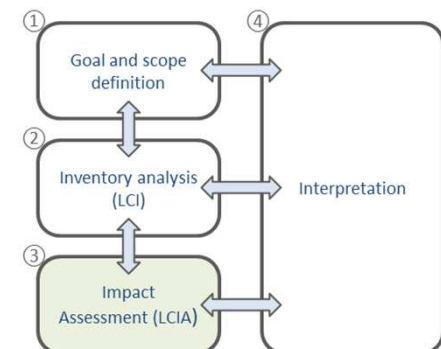 ①
Goal and scope
definition
②
Inventory analysis
(LCI)
③
Impact
Assessment (LCIA)
④
Interpretation